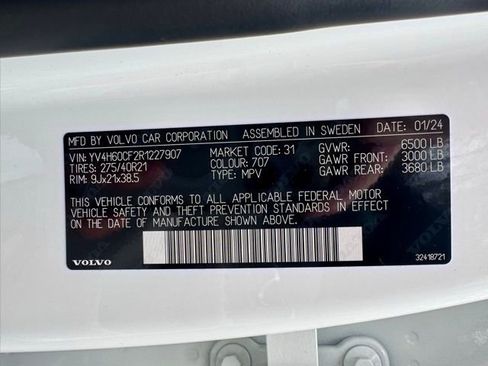 MFD BY VOLVO CAR CORPORATION ASSEMBLED IN SWEDEN 01/24
VIN: YV4H60CF2R1227907 MARKET CODE: 31 GVWR: 6500 LB
TIRES: 275/40R21 COLOUR: 707 GAWR FRONT: 3000 LB
RIM: 9Jx21x38.5 TYPE: MPV GAWR REAR: 3680 LB
THIS VEHICLE CONFORMS TO ALL APPLICABLE FEDERAL MOTOR
VEHICLE SAFETY AND THEFT PREVENTION STANDARDS IN EFFECT
ON THE DATE OF MANUFACTURE SHOWN ABOVE.
VOLVO 32418721